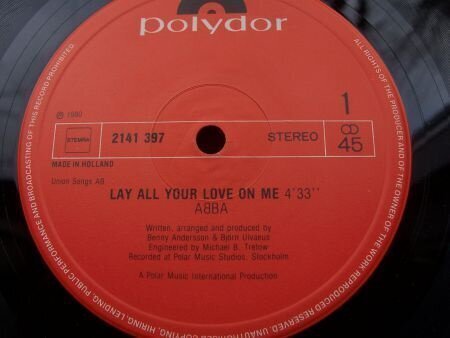 polydor
℗ 1980
STEMRA
2141 397
STEREO
1
45
MADE IN HOLLAND
Union Songs AB
LAY ALL YOUR LOVE ON ME 4'33''
ABBA
Written, arranged and produced by
Benny Andersson & Björn Ulvaeus
Engineered by Michael B. Tretow
Recorded at Polar Music Studios, Stockholm
A Polar Music International Production
ALL RIGHTS OF THE PRODUCER AND OF THE OWNER OF THE WORK REPRODUCED RESERVED. UNAUTHORISED COPYING, HIRING, LENDING, PUBLIC PERFORMANCE AND BROADCASTING OF THIS RECORD PROHIBITED.